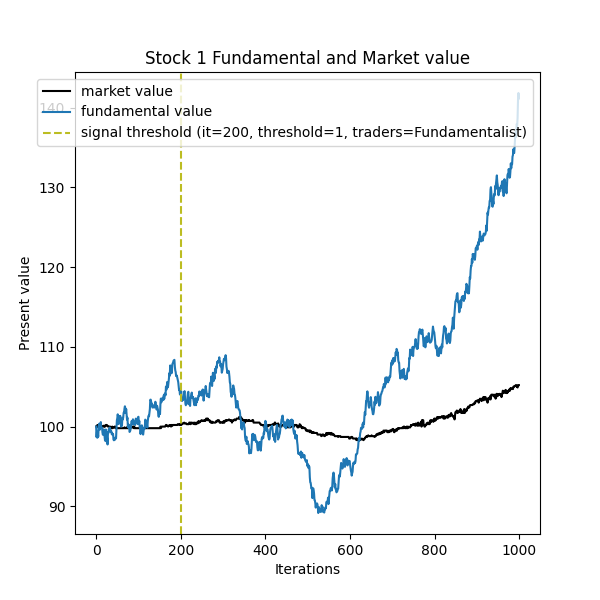 Stock 1 Fundamental and Market value
market value
fundamental value
signal threshold (it=200, threshold=1, traders=Fundamentalist)
140
130
120
110
100
90
Present value
0 200 400 600 800 1000
Iterations